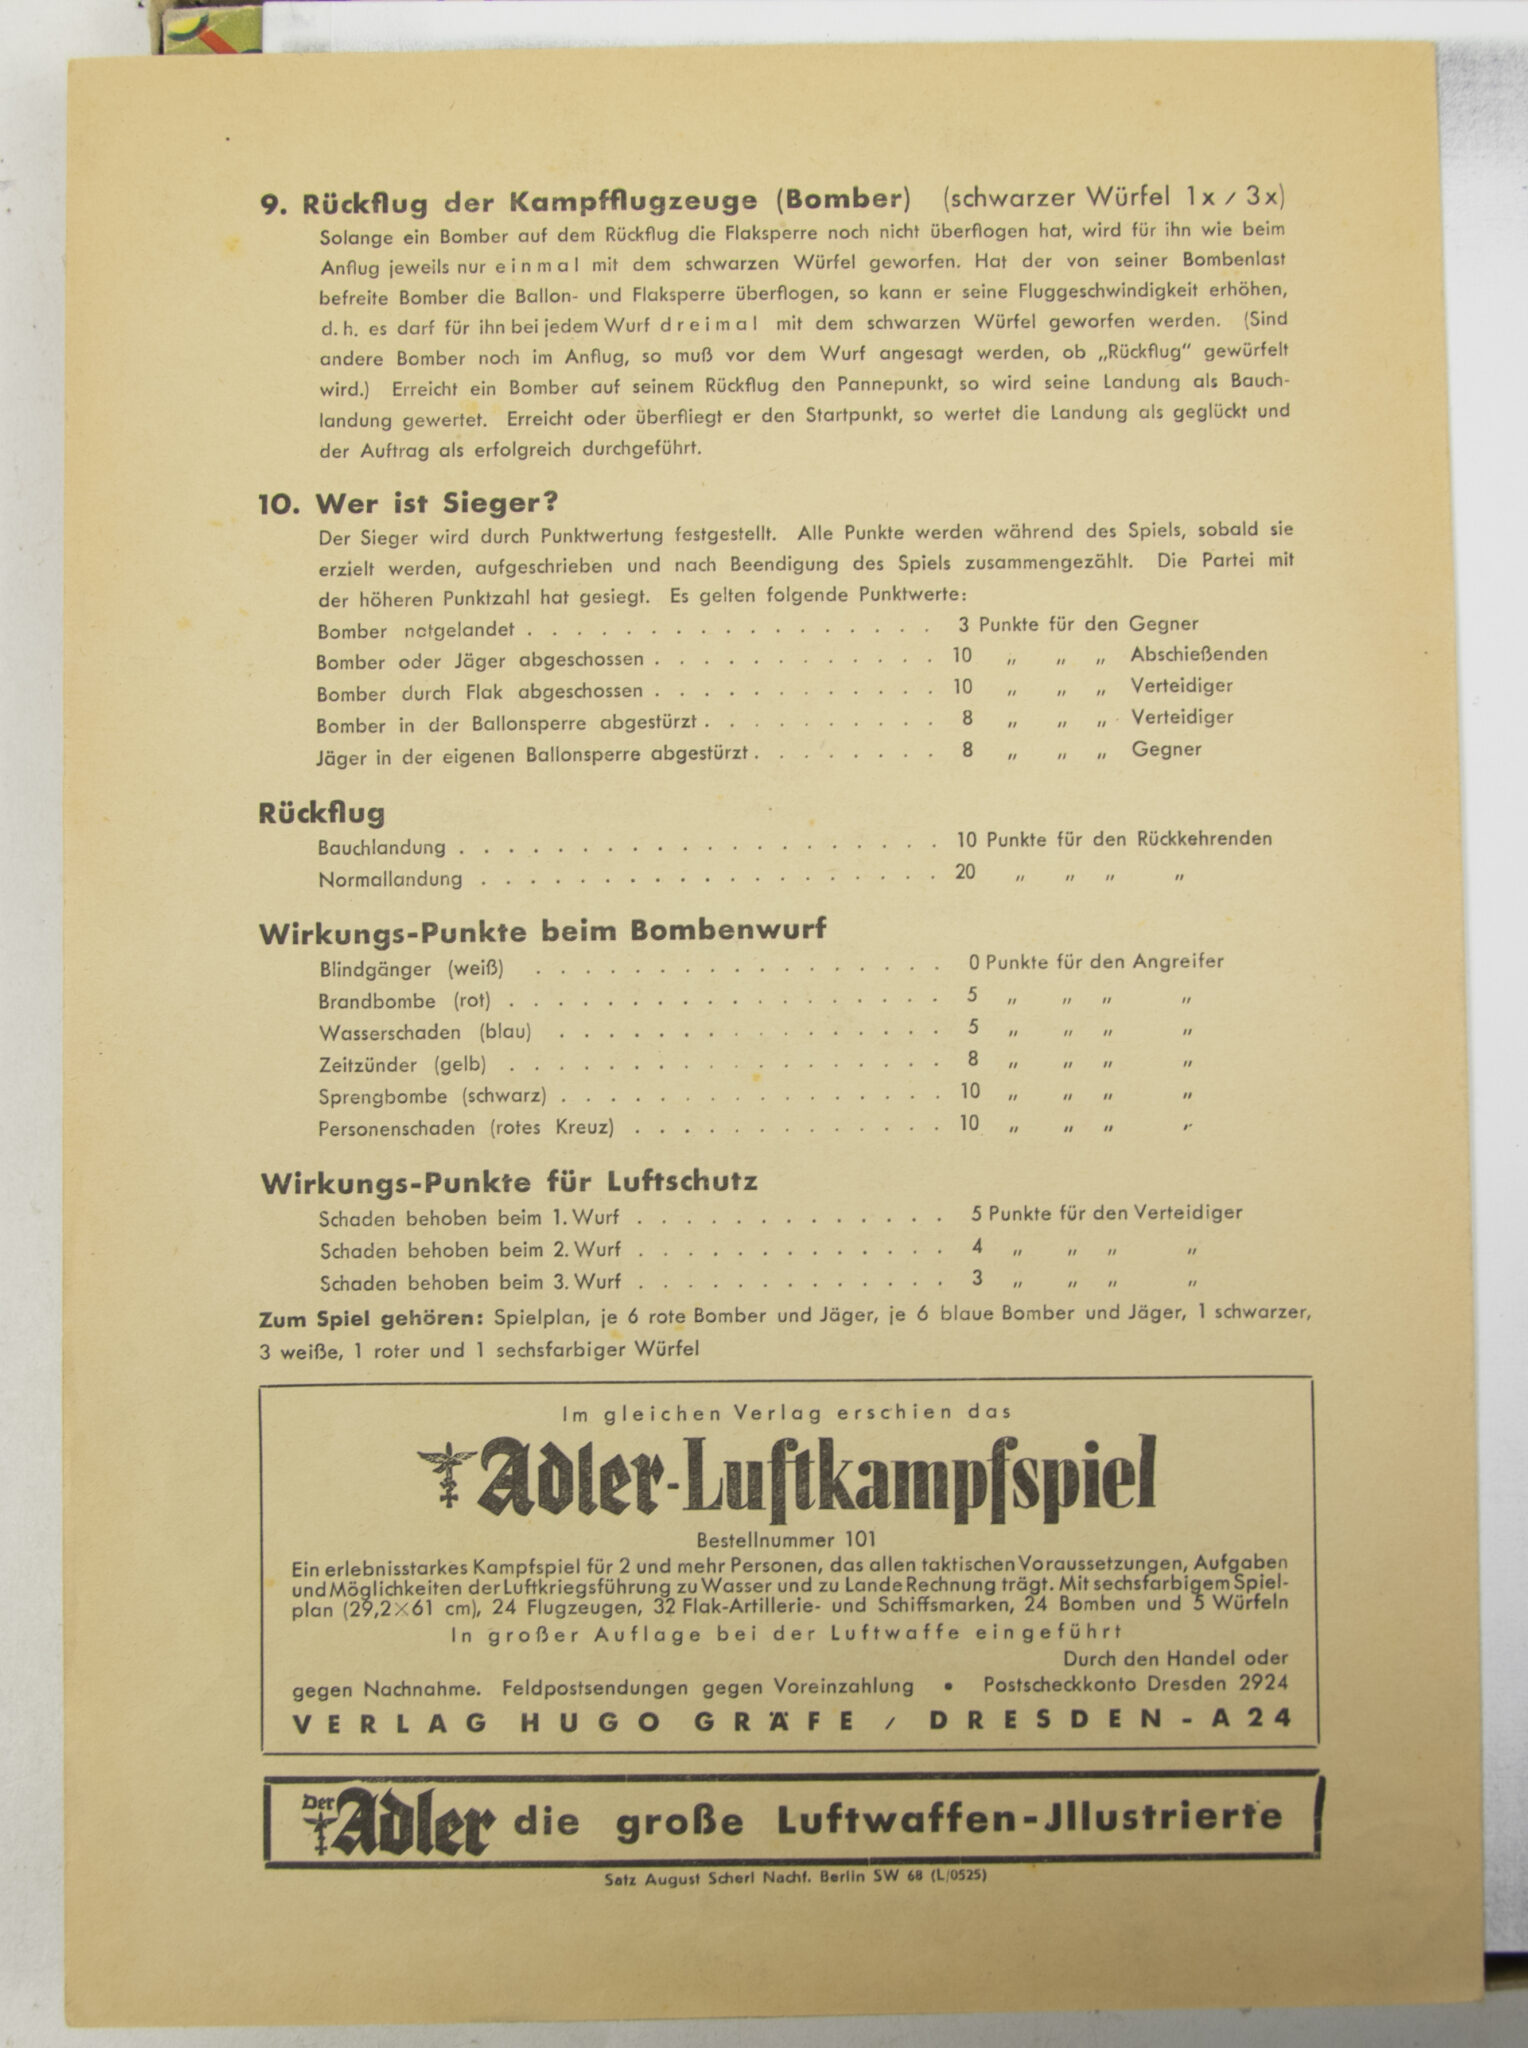 9. Rückflug der Kampfflugzeuge (Bomber) (schwarzer Würfel 1x / 3x)
Solange ein Bomber auf dem Rückflug die Flaksperre noch nicht überflogen hat, wird für ihn wie beim
Anflug jeweils nur einmal mit dem schwarzen Würfel geworfen. Hat der von seiner Bombenlast
befreite Bomber die Ballon- und Flaksperre überflogen, so kann er seine Fluggeschwindigkeit erhöhen,
d. h. es darf für ihn bei jedem Wurf dreimal mit dem schwarzen Würfel geworfen werden. (Sind
andere Bomber noch im Anflug, so muß vor dem Wurf angesagt werden, ob „Rückflug" gewürfelt
wird.) Erreicht ein Bomber auf seinem Rückflug den Pannepunkt, so wird seine Landung als Bauch-
landung gewertet. Erreicht oder überfliegt er den Startpunkt, so wertet die Landung als geglückt und
der Auftrag als erfolgreich durchgeführt.
10. Wer ist Sieger?
Der Sieger wird durch Punktwertung festgestellt. Alle Punkte werden während des Spiels, sobald sie
erzielt werden, aufgeschrieben und nach Beendigung des Spiels zusammengezählt. Die Partei mit
der höheren Punktzahl hat gesiegt. Es gelten folgende Punktwerte:
Bomber notgelandet . . . . . . . . . . . . . . . . . 3 Punkte für den Gegner
Bomber oder Jäger abgeschossen . . . . . . . . . . . . 10 „ „ „ Abschießenden
Bomber durch Flak abgeschossen . . . . . . . . . . . . 10 „ „ „ Verteidiger
Bomber in der Ballonsperre abgestürzt . . . . . . . . . . 8 „ „ „ Verteidiger
Jäger in der eigenen Ballonsperre abgestürzt . . . . . . . . 8 „ „ „ Gegner
Rückflug
Bauchlandung . . . . . . . . . . . . . . . . . . . . 10 Punkte für den Rückkehrenden
Normallandung . . . . . . . . . . . . . . . . . . . 20 „ „ „ „
Wirkungs-Punkte beim Bombenwurf
Blindgänger (weiß) . . . . . . . . . . . . . . . . . 0 Punkte für den Angreifer
Brandbombe (rot) . . . . . . . . . . . . . . . . . . 5 „ „ „ „
Wasserschaden (blau) . . . . . . . . . . . . . . . . 5 „ „ „ „
Zeitzünder (gelb) . . . . . . . . . . . . . . . . . . 8 „ „ „ „
Sprengbombe (schwarz) . . . . . . . . . . . . . . . . 10 „ „ „ „
Personenschaden (rotes Kreuz) . . . . . . . . . . . . . 10 „ „ „ „
Wirkungs-Punkte für Luftschutz
Schaden behoben beim 1. Wurf . . . . . . . . . . . . . 5 Punkte für den Verteidiger
Schaden behoben beim 2. Wurf . . . . . . . . . . . . . 4 „ „ „ „
Schaden behoben beim 3. Wurf . . . . . . . . . . . . . 3 „ „ „ „
Zum Spiel gehören: Spielplan, je 6 rote Bomber und Jäger, je 6 blaue Bomber und Jäger, 1 schwarzer,
3 weiße, 1 roter und 1 sechsfarbiger Würfel
Im gleichen Verlag erschien das
Adler-Luftkampfspiel
Bestellnummer 101
Ein erlebnisstarkes Kampfspiel für 2 und mehr Personen, das allen taktischen Voraussetzungen, Aufgaben
und Möglichkeiten der Luftkriegsführung zu Wasser und zu Lande Rechnung trägt. Mit sechsfarbigem Spiel-
plan (29,2×61 cm), 24 Flugzeugen, 32 Flak-Artillerie- und Schiffsmarken, 24 Bomben und 5 Würfeln
In großer Auflage bei der Luftwaffe eingeführt
Durch den Handel oder
gegen Nachnahme. Feldpostsendungen gegen Voreinzahlung • Postscheckkonto Dresden 2924
VERLAG HUGO GRÄFE / DRESDEN-A 24
Der Adler die große Luftwaffen-Jllustrierte
Satz August Scherl Nachf. Berlin SW 68 (L/0525)